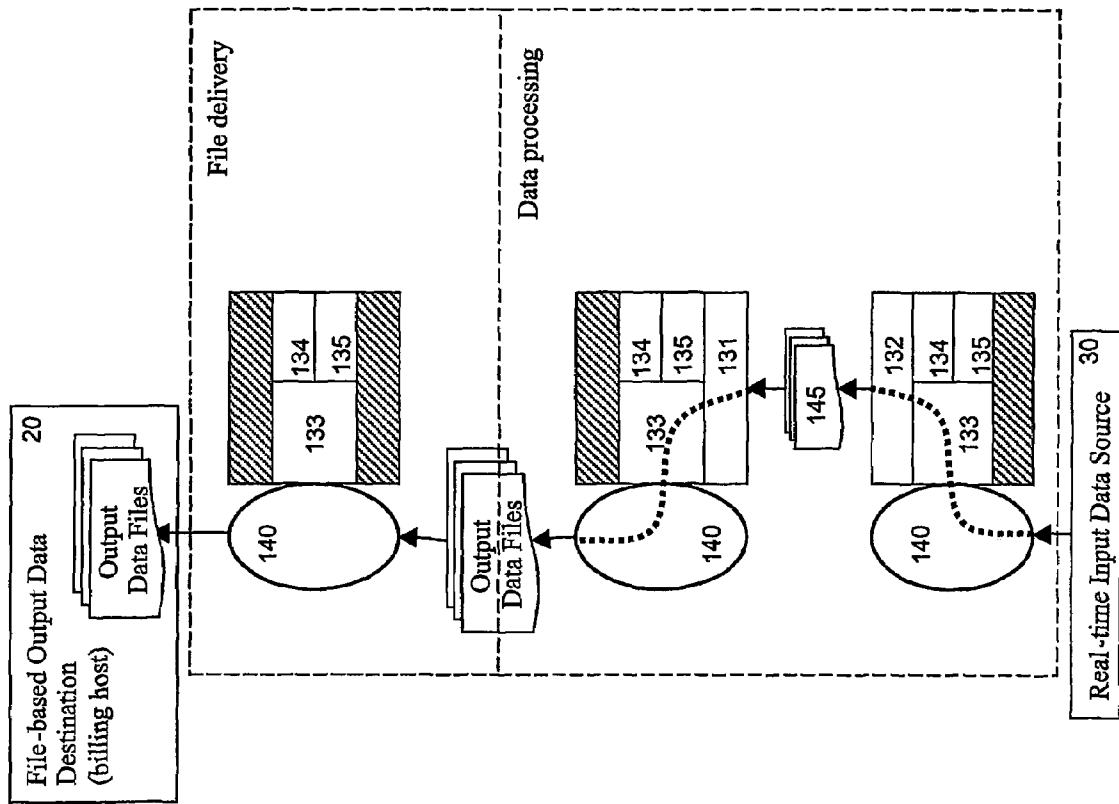 File-based Output Data
Destination
(billing host)
20
Output
Data Files
File delivery
140
133
134
135
Output
Data Files
Data processing
140
133
134
135
131
145
140
132
133
134
135
Real-time Input Data Source
30